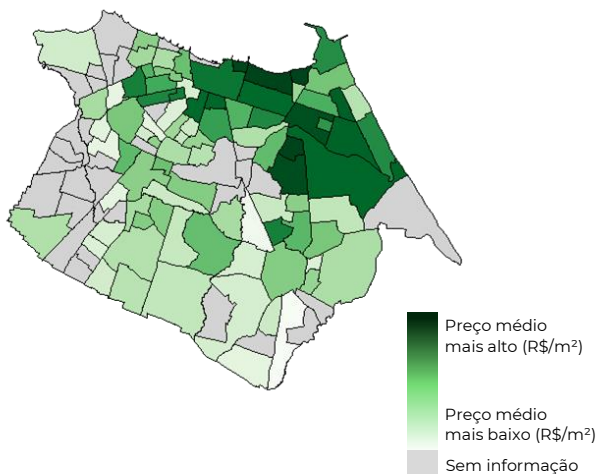 Preço médio
mais alto (R$/m²)
Preço médio
mais baixo (R$/m²)
Sem informação